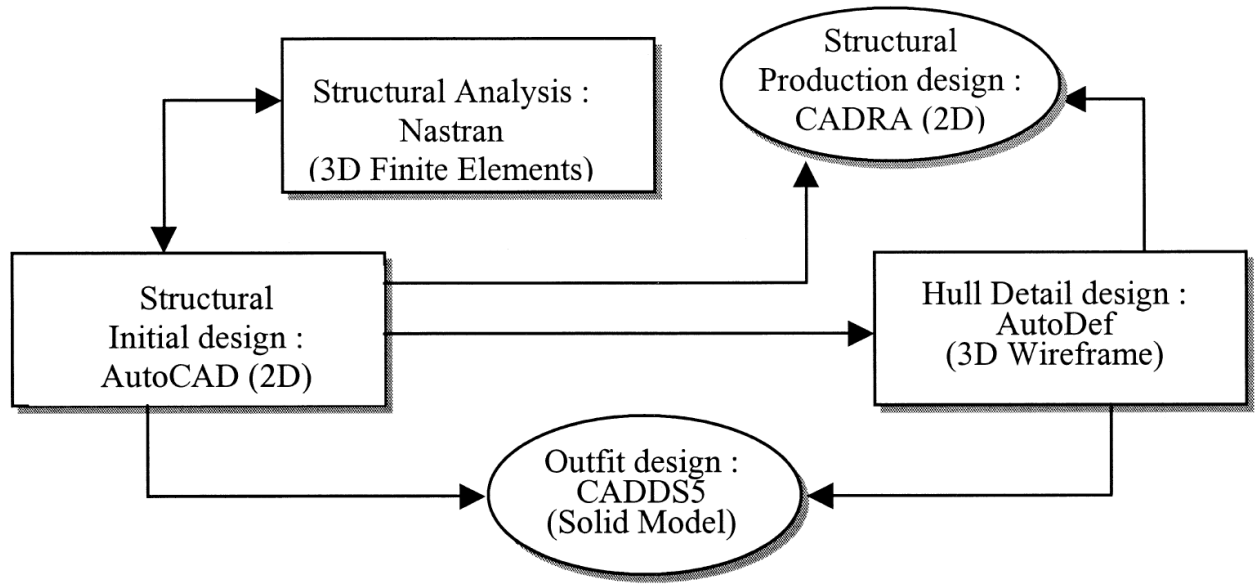 Structural Analysis :
Nastran
(3D Finite Elements)
Structural
Production design :
CADRA (2D)
Structural
Initial design :
AutoCAD (2D)
Hull Detail design :
AutoDef
(3D Wireframe)
Outfit design :
CADDS5
(Solid Model)